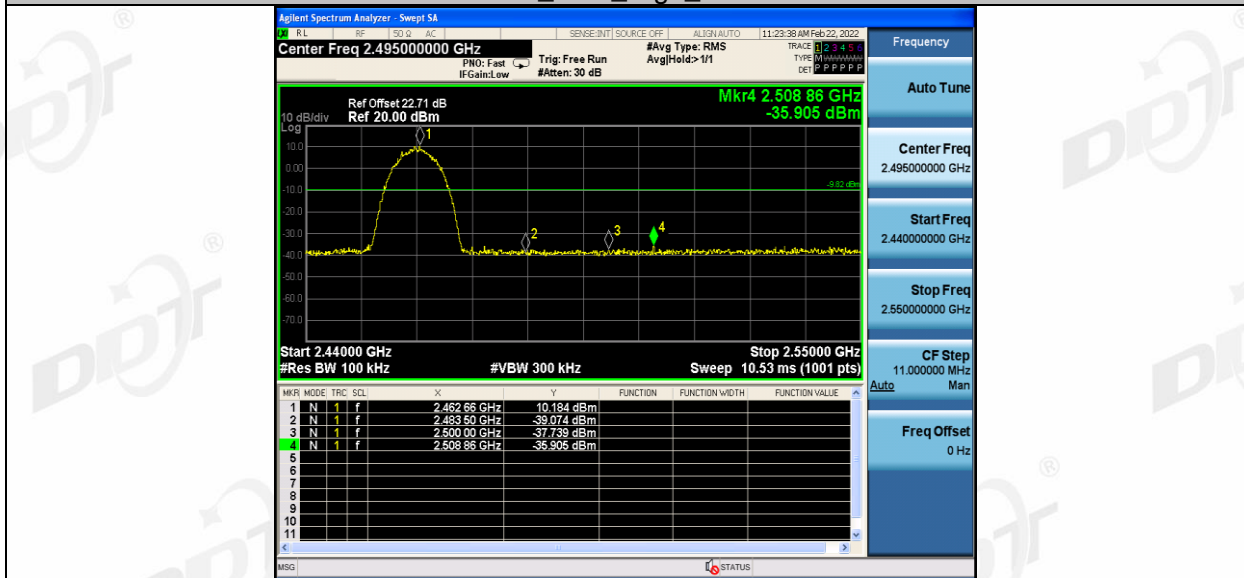 Agilent Spectrum Analyzer - Swept SA
RL RF 50 Ω AC SENSE:INT SOURCE OFF ALIGN AUTO 11:23:38 AM Feb 22, 2022
Center Freq 2.495000000 GHz
PNO: Fast
IFGain:Low
Trig: Free Run
#Atten: 30 dB
#Avg Type: RMS
Avg|Hold:>1/1
TRACE 1 2 3 4 5 6
TYPE M
DET P P P P P P
Frequency
Auto Tune
Center Freq
2.495000000 GHz
Start Freq
2.440000000 GHz
Stop Freq
2.550000000 GHz
CF Step
11.000000 MHz
Auto Man
Freq Offset
0 Hz
Mkr4 2.508 86 GHz
-35.905 dBm
Ref Offset 22.71 dB
10 dB/div Ref 20.00 dBm
Log
10.0
0.00
-10.0
-20.0
-30.0
-40.0
-50.0
-60.0
-70.0
1
2
3
4
-9.82 dBm
Start 2.44000 GHz Stop 2.55000 GHz
#Res BW 100 kHz #VBW 300 kHz Sweep 10.53 ms (1001 pts)
MKR MODE TRC SCL X Y FUNCTION FUNCTION WIDTH FUNCTION VALUE
1 N 1 f 2.462 66 GHz 10.184 dBm
2 N 1 f 2.483 50 GHz -39.074 dBm
3 N 1 f 2.500 00 GHz -37.739 dBm
4 N 1 f 2.508 86 GHz -35.905 dBm
5
6
7
8
9
10
11
MSG STATUS
DDT
®